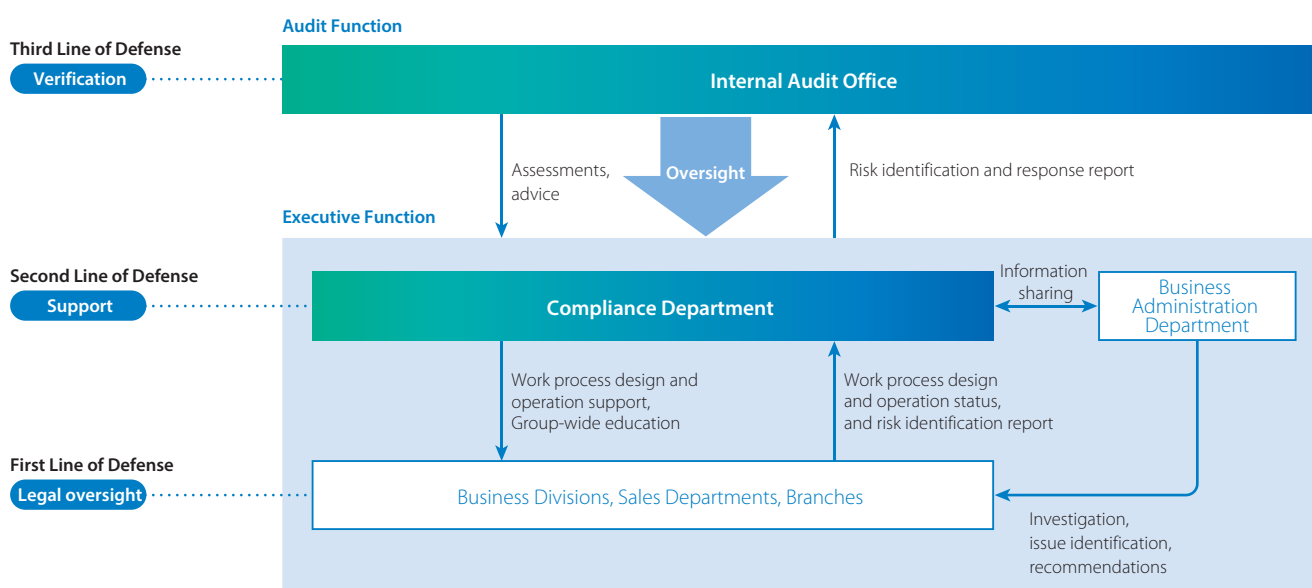 Audit Function
Third Line of Defense
Verification
Internal Audit Office
Assessments,
advice
Oversight
Risk identification and response report
Executive Function
Second Line of Defense
Support
Compliance Department
Information
sharing
Business
Administration
Department
Work process design and
operation support,
Group-wide education
Work process design
and operation status,
and risk identification report
First Line of Defense
Legal oversight
Business Divisions, Sales Departments, Branches
Investigation,
issue identification,
recommendations